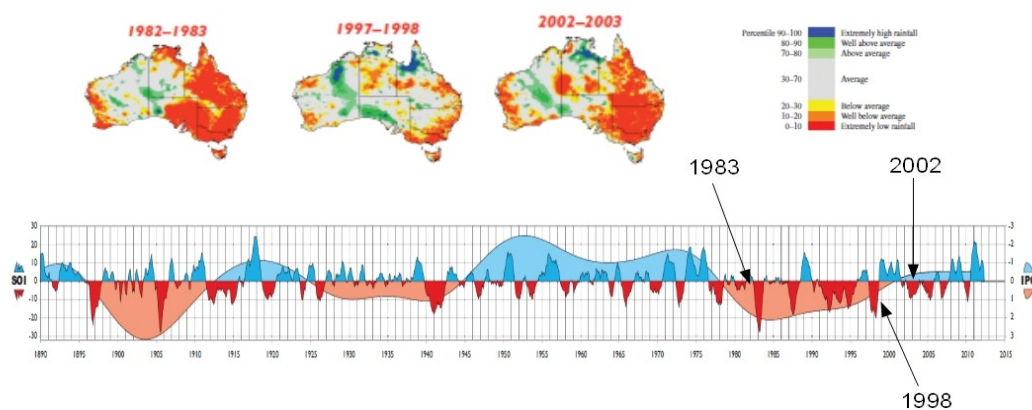 1982–1983
1997–1998
2002–2003
Percentile 90–100 Extremely high rainfall
80–90 Well above average
70–80 Above average
30–70 Average
20–30 Below average
10–20 Well below average
0–10 Extremely low rainfall
1983
2002
30
20
10
0
10
20
30
SOI
-3
-2
-1
0
1
2
3
1890 1895 1900 1905 1910 1915 1920 1925 1930 1935 1940 1945 1950 1955 1960 1965 1970 1975 1980 1985 1990 1995 2000 2005 2010 2015
1998